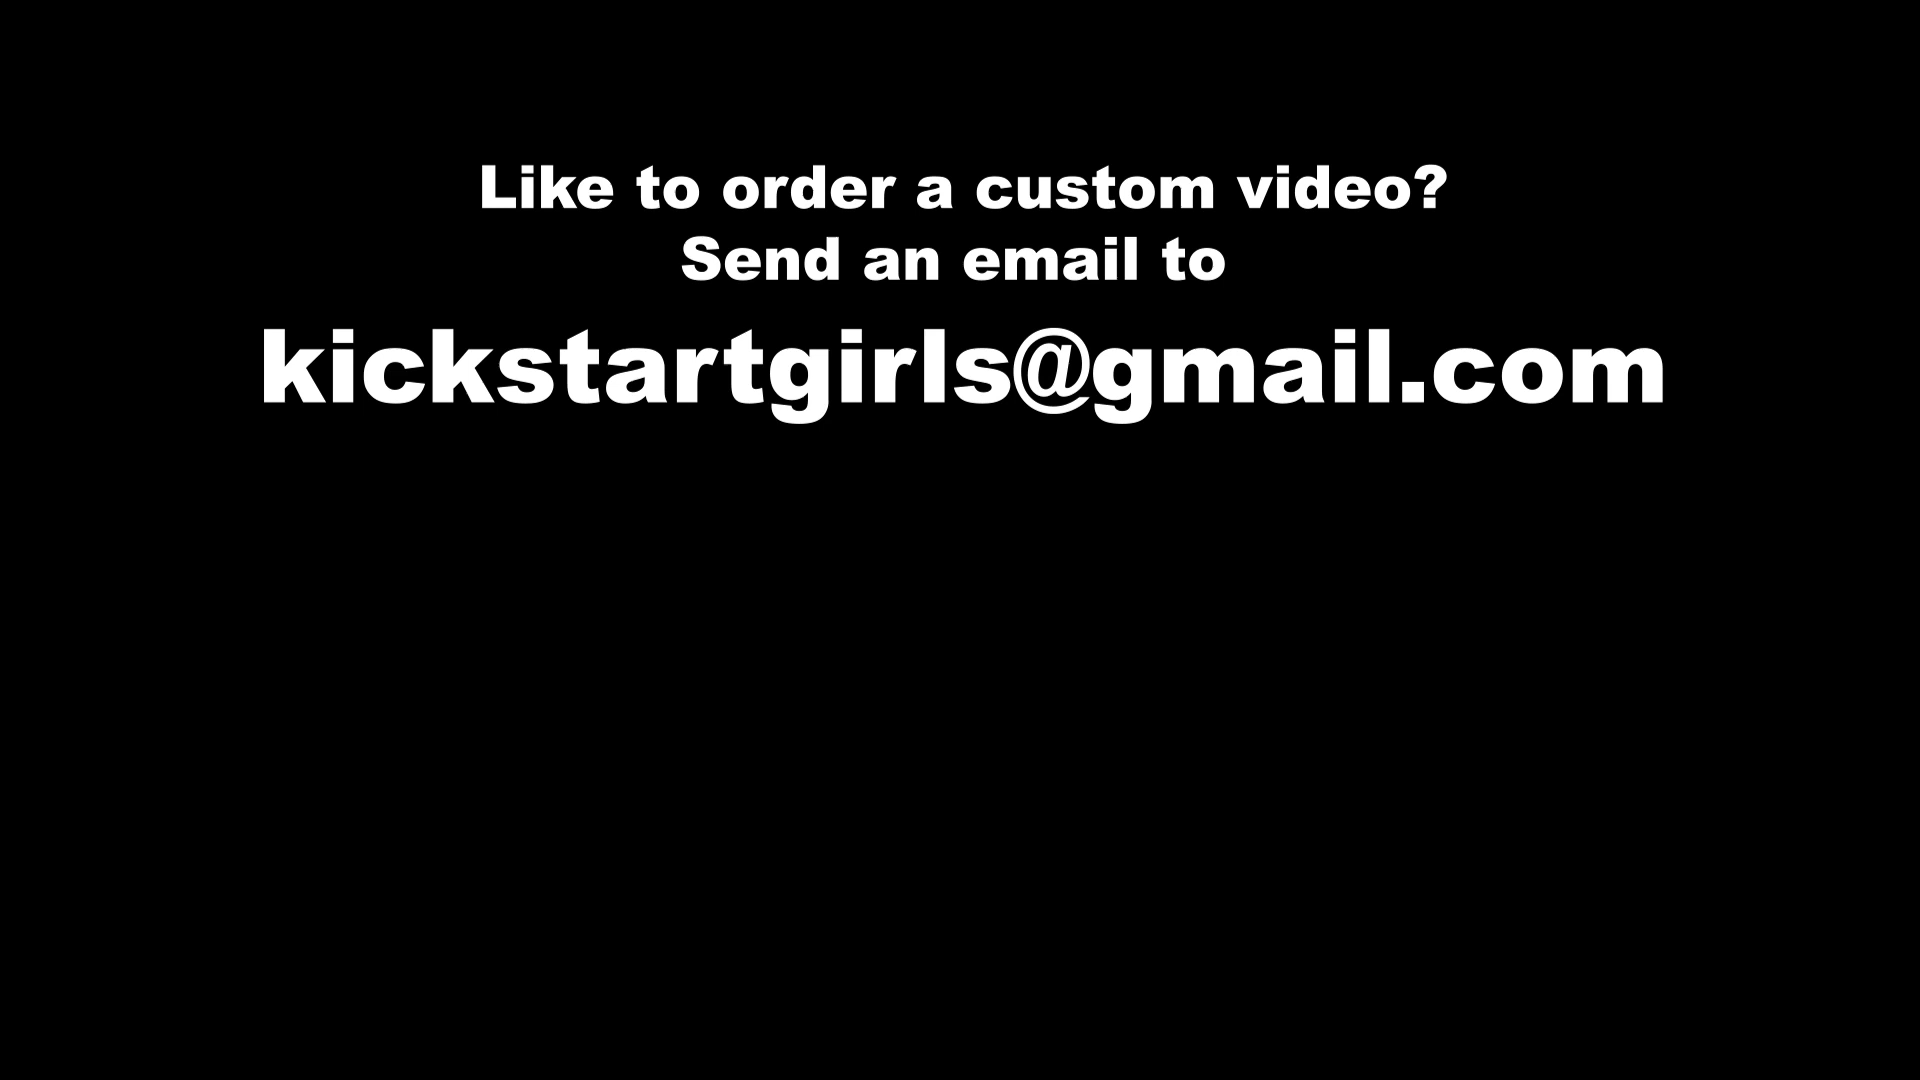 Like to order a custom video?
Send an email to
kickstartgirls@gmail.com